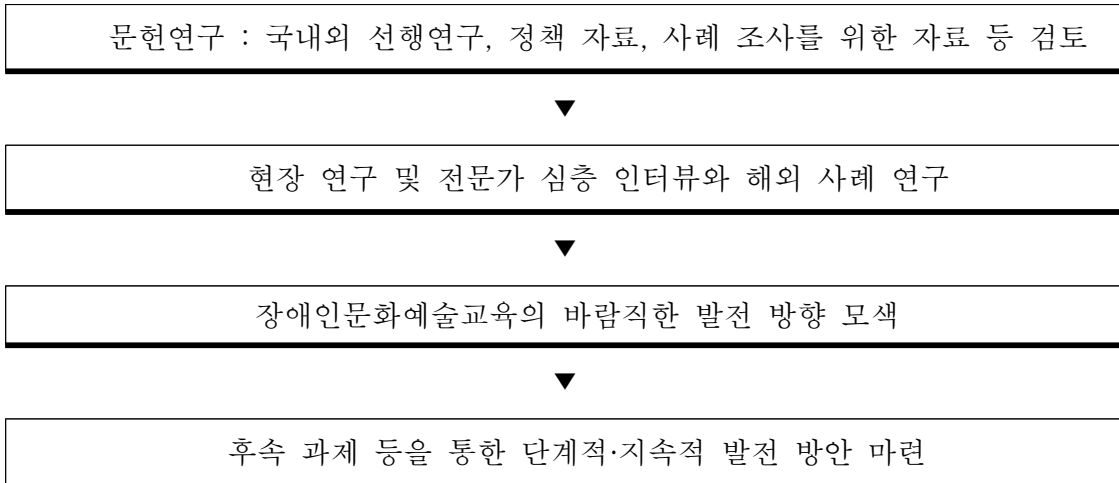 문헌연구 : 국내외 선행연구, 정책 자료, 사례 조사를 위한 자료 등 검토
▼
현장 연구 및 전문가 심층 인터뷰와 해외 사례 연구
▼
장애인문화예술교육의 바람직한 발전 방향 모색
▼
후속 과제 등을 통한 단계적·지속적 발전 방안 마련